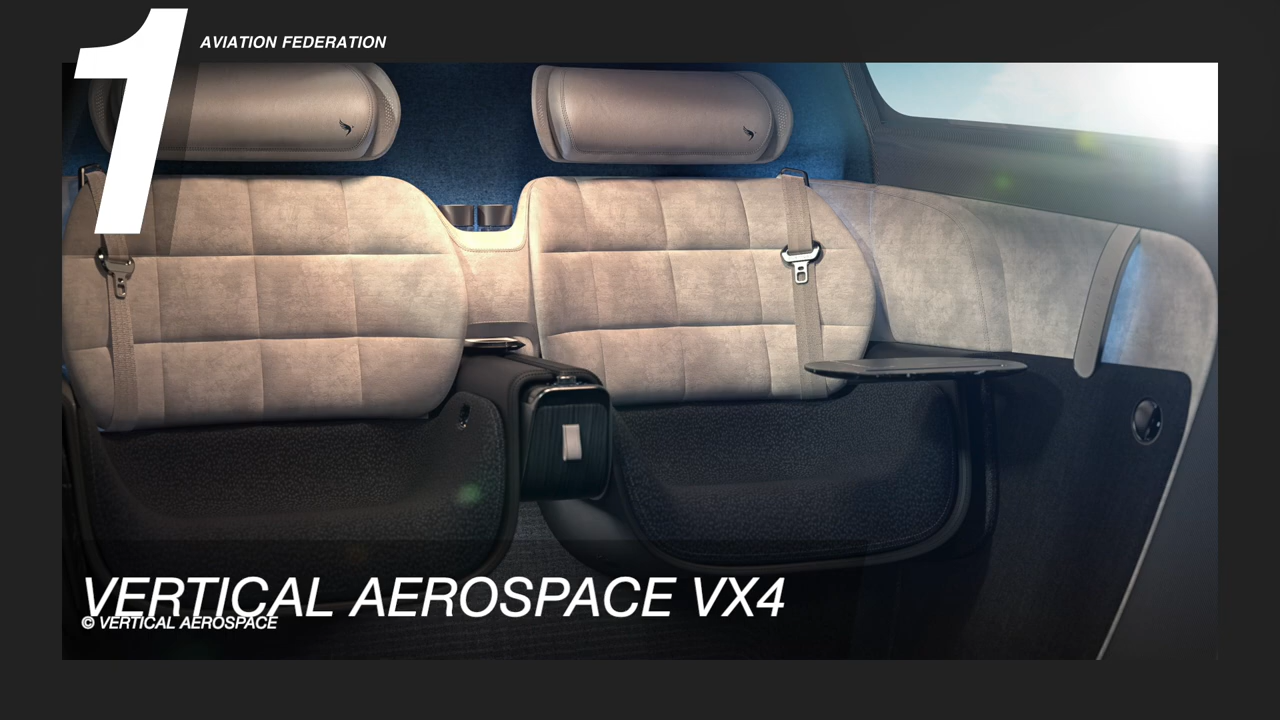 1
AVIATION FEDERATION
VERTICAL AEROSPACE VX4
© VERTICAL AEROSPACE